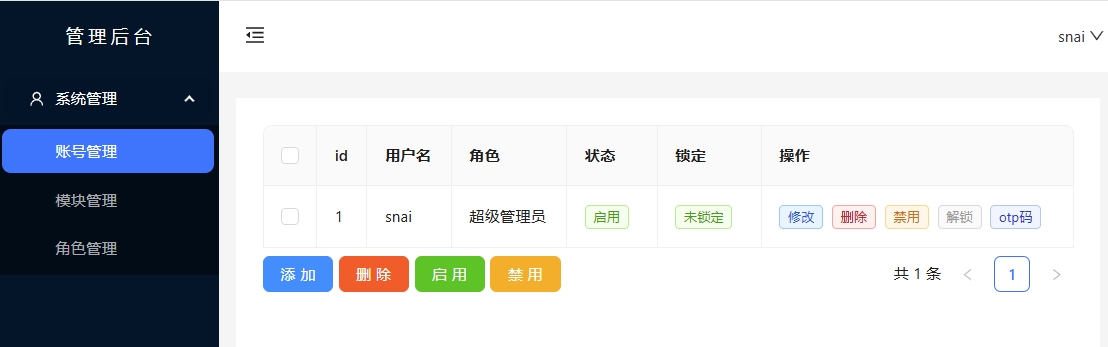 管理后台
snai
系统管理
账号管理
模块管理
角色管理
id 用户名 角色 状态 锁定 操作
1 snai 超级管理员 启用 未锁定 修改 删除 禁用 解锁 otp码
添加 删除 启用 禁用
共 1 条 1